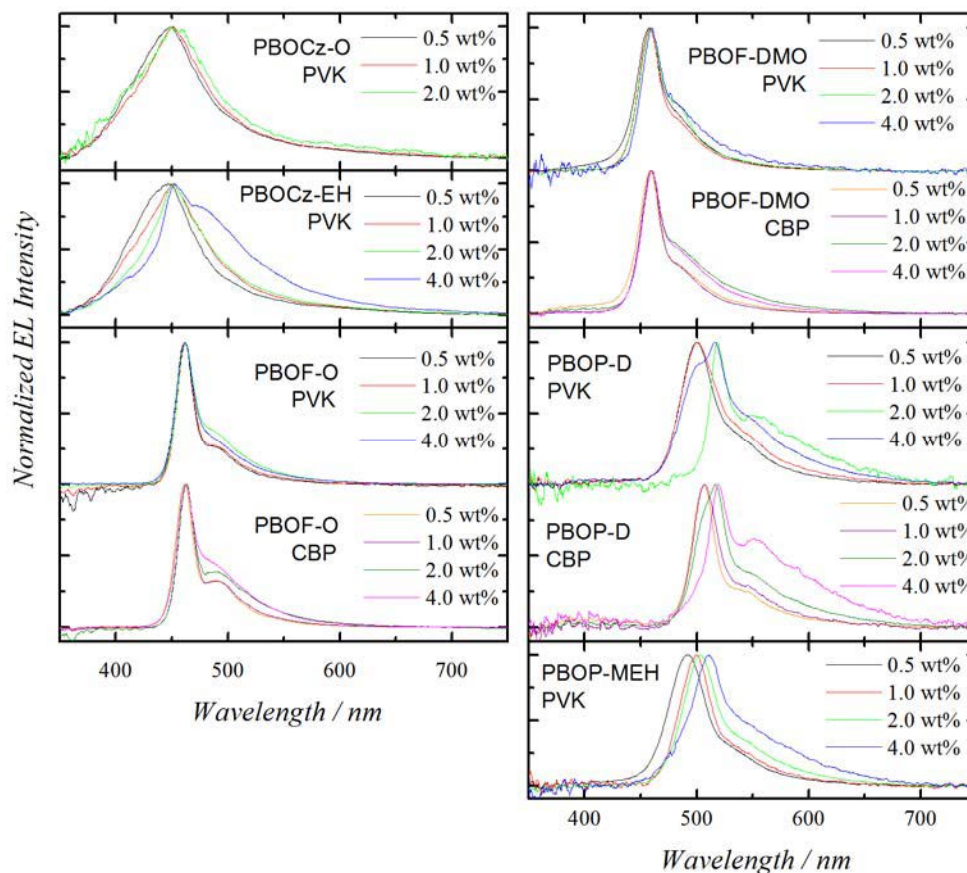 Normalized EL Intensity
PBOCz-O
PVK
0.5 wt%
1.0 wt%
2.0 wt%
PBOCz-EH
PVK
0.5 wt%
1.0 wt%
2.0 wt%
4.0 wt%
PBOF-O
PVK
0.5 wt%
1.0 wt%
2.0 wt%
4.0 wt%
PBOF-O
CBP
0.5 wt%
1.0 wt%
2.0 wt%
4.0 wt%
400 500 600 700
Wavelength / nm
PBOF-DMO
PVK
0.5 wt%
1.0 wt%
2.0 wt%
4.0 wt%
PBOF-DMO
CBP
0.5 wt%
1.0 wt%
2.0 wt%
4.0 wt%
PBOP-D
PVK
0.5 wt%
1.0 wt%
2.0 wt%
4.0 wt%
PBOP-D
CBP
0.5 wt%
1.0 wt%
2.0 wt%
4.0 wt%
PBOP-MEH
PVK
0.5 wt%
1.0 wt%
2.0 wt%
4.0 wt%
400 500 600 700
Wavelength / nm